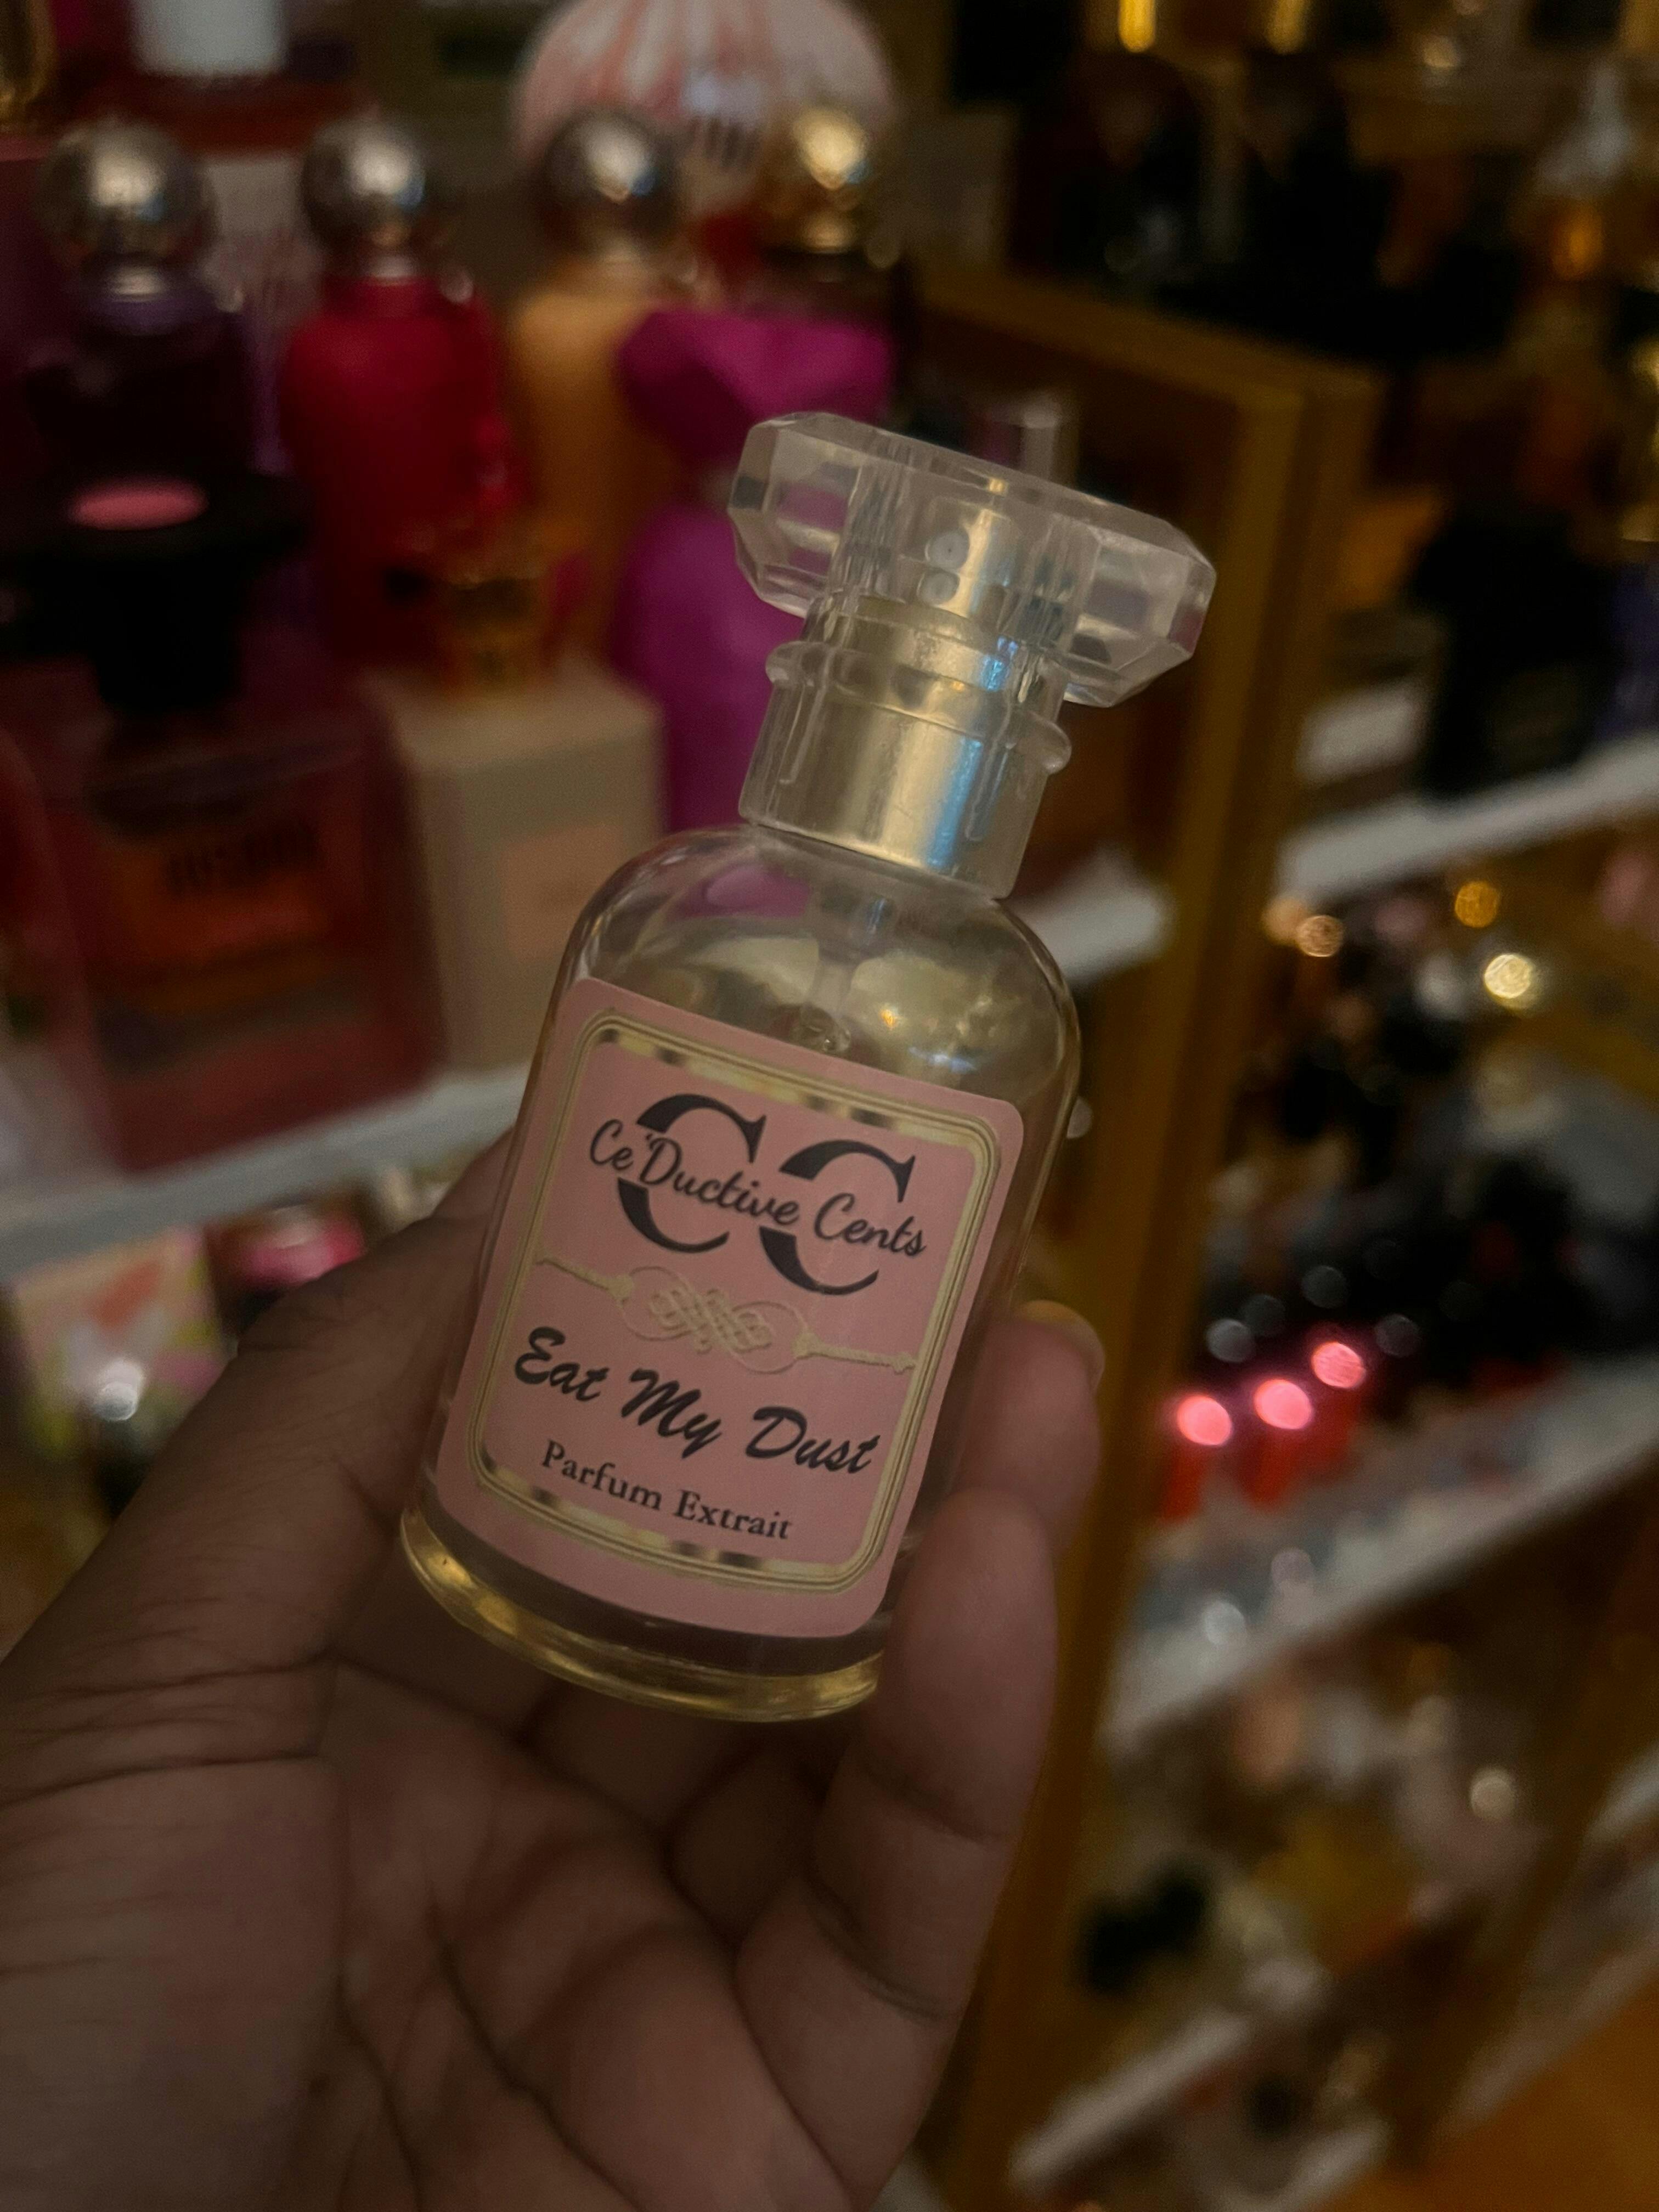 CC
Ce'Ductive Cents
Eat My Dust
Parfum Extrait